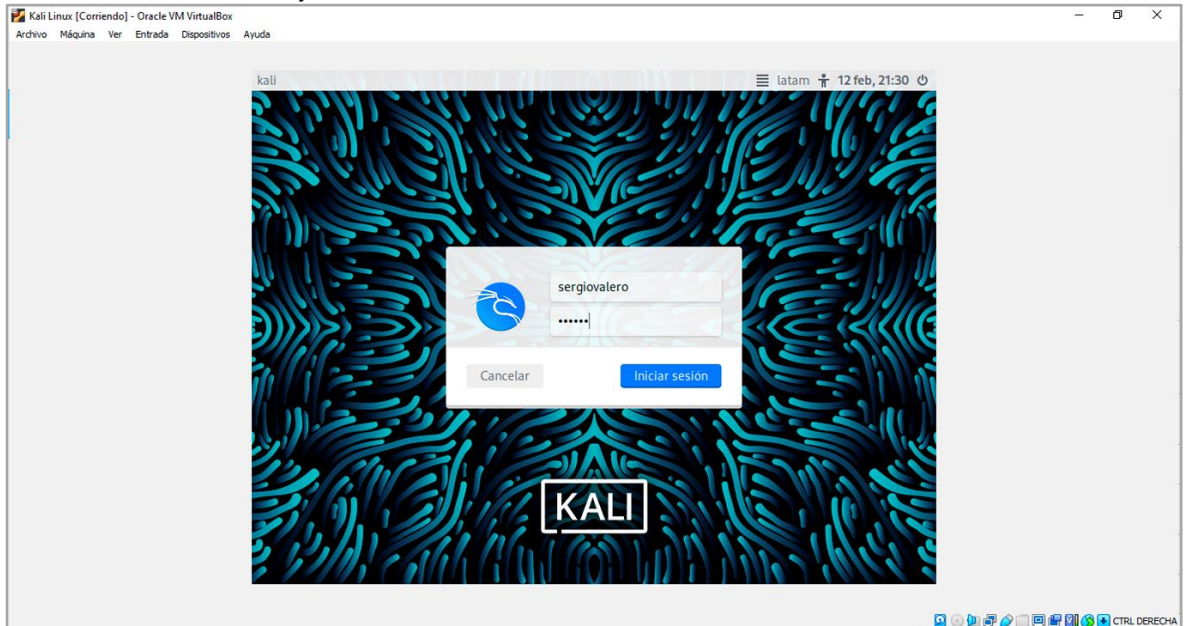 Kali Linux [Corriendo] - Oracle VM VirtualBox
Archivo Máquina Ver Entrada Dispositivos Ayuda
kali latam 12 feb, 21:30
sergiovalero
••••••
Cancelar Iniciar sesión
KALI
CTRL DERECHA